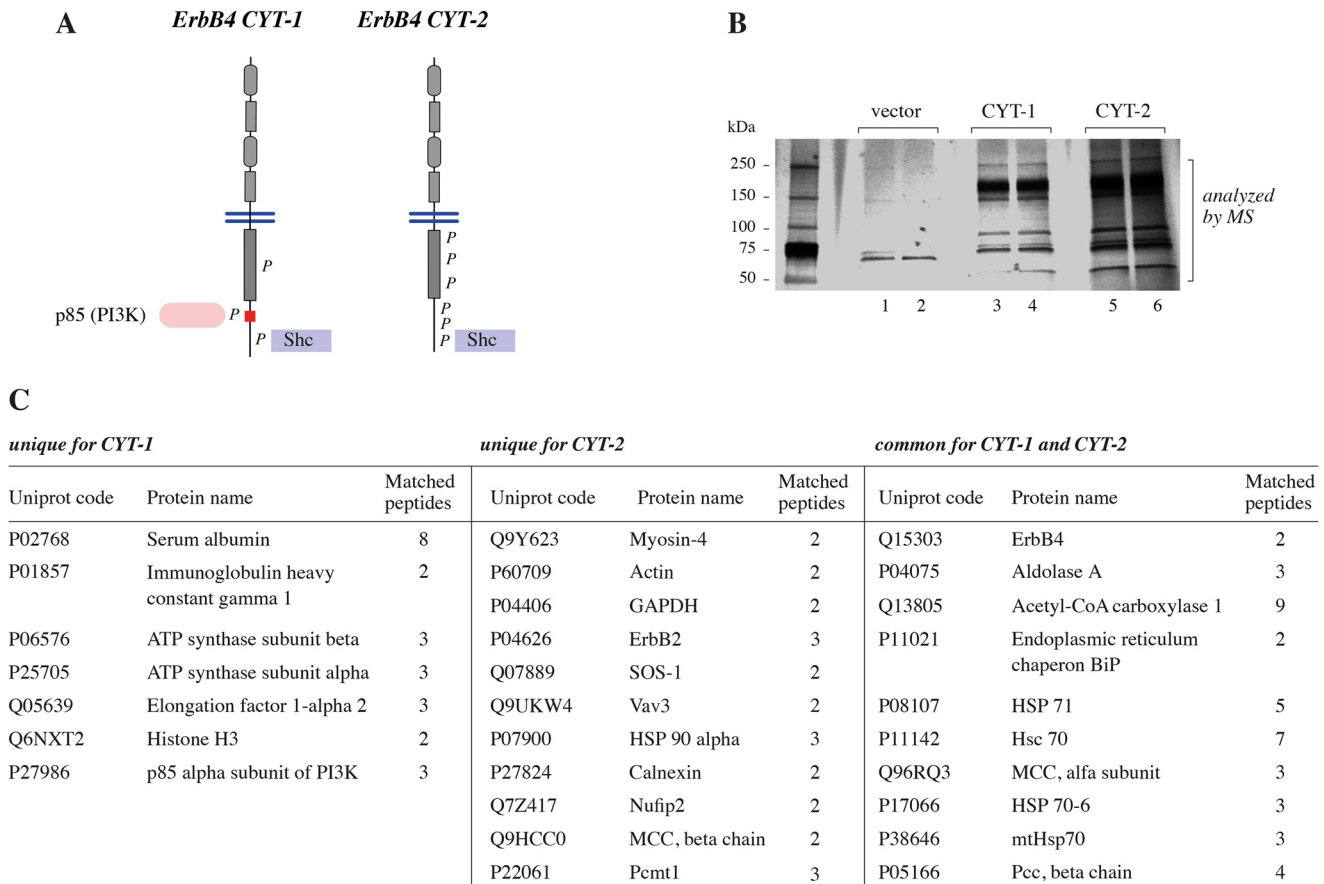 A
ErbB4 CYT-1
ErbB4 CYT-2
P
P
P
P
p85 (PI3K)
P
P
P
P
P
Shc
P
Shc
B
kDa
vector
CYT-1
CYT-2
250
150
100
75
50
analyzed
by MS
1 2 3 4 5 6
C
unique for CYT-1
Uniprot code Protein name Matched peptides
P02768 Serum albumin 8
P01857 Immunoglobulin heavy 2
constant gamma 1
P06576 ATP synthase subunit beta 3
P25705 ATP synthase subunit alpha 3
Q05639 Elongation factor 1-alpha 2 3
Q6NXT2 Histone H3 2
P27986 p85 alpha subunit of PI3K 3
unique for CYT-2
Uniprot code Protein name Matched peptides
Q9Y623 Myosin-4 2
P60709 Actin 2
P04406 GAPDH 2
P04626 ErbB2 3
Q07889 SOS-1 2
Q9UKW4 Vav3 2
P07900 HSP 90 alpha 3
P27824 Calnexin 2
Q7Z417 Nufip2 2
Q9HCC0 MCC, beta chain 2
P22061 Pcmt1 3
common for CYT-1 and CYT-2
Uniprot code Protein name Matched peptides
Q15303 ErbB4 2
P04075 Aldolase A 3
Q13805 Acetyl-CoA carboxylase 1 9
P11021 Endoplasmic reticulum 2
chaperon BiP
P08107 HSP 71 5
P11142 Hsc 70 7
Q96RQ3 MCC, alfa subunit 3
P17066 HSP 70-6 3
P38646 mtHsp70 3
P05166 Pcc, beta chain 4